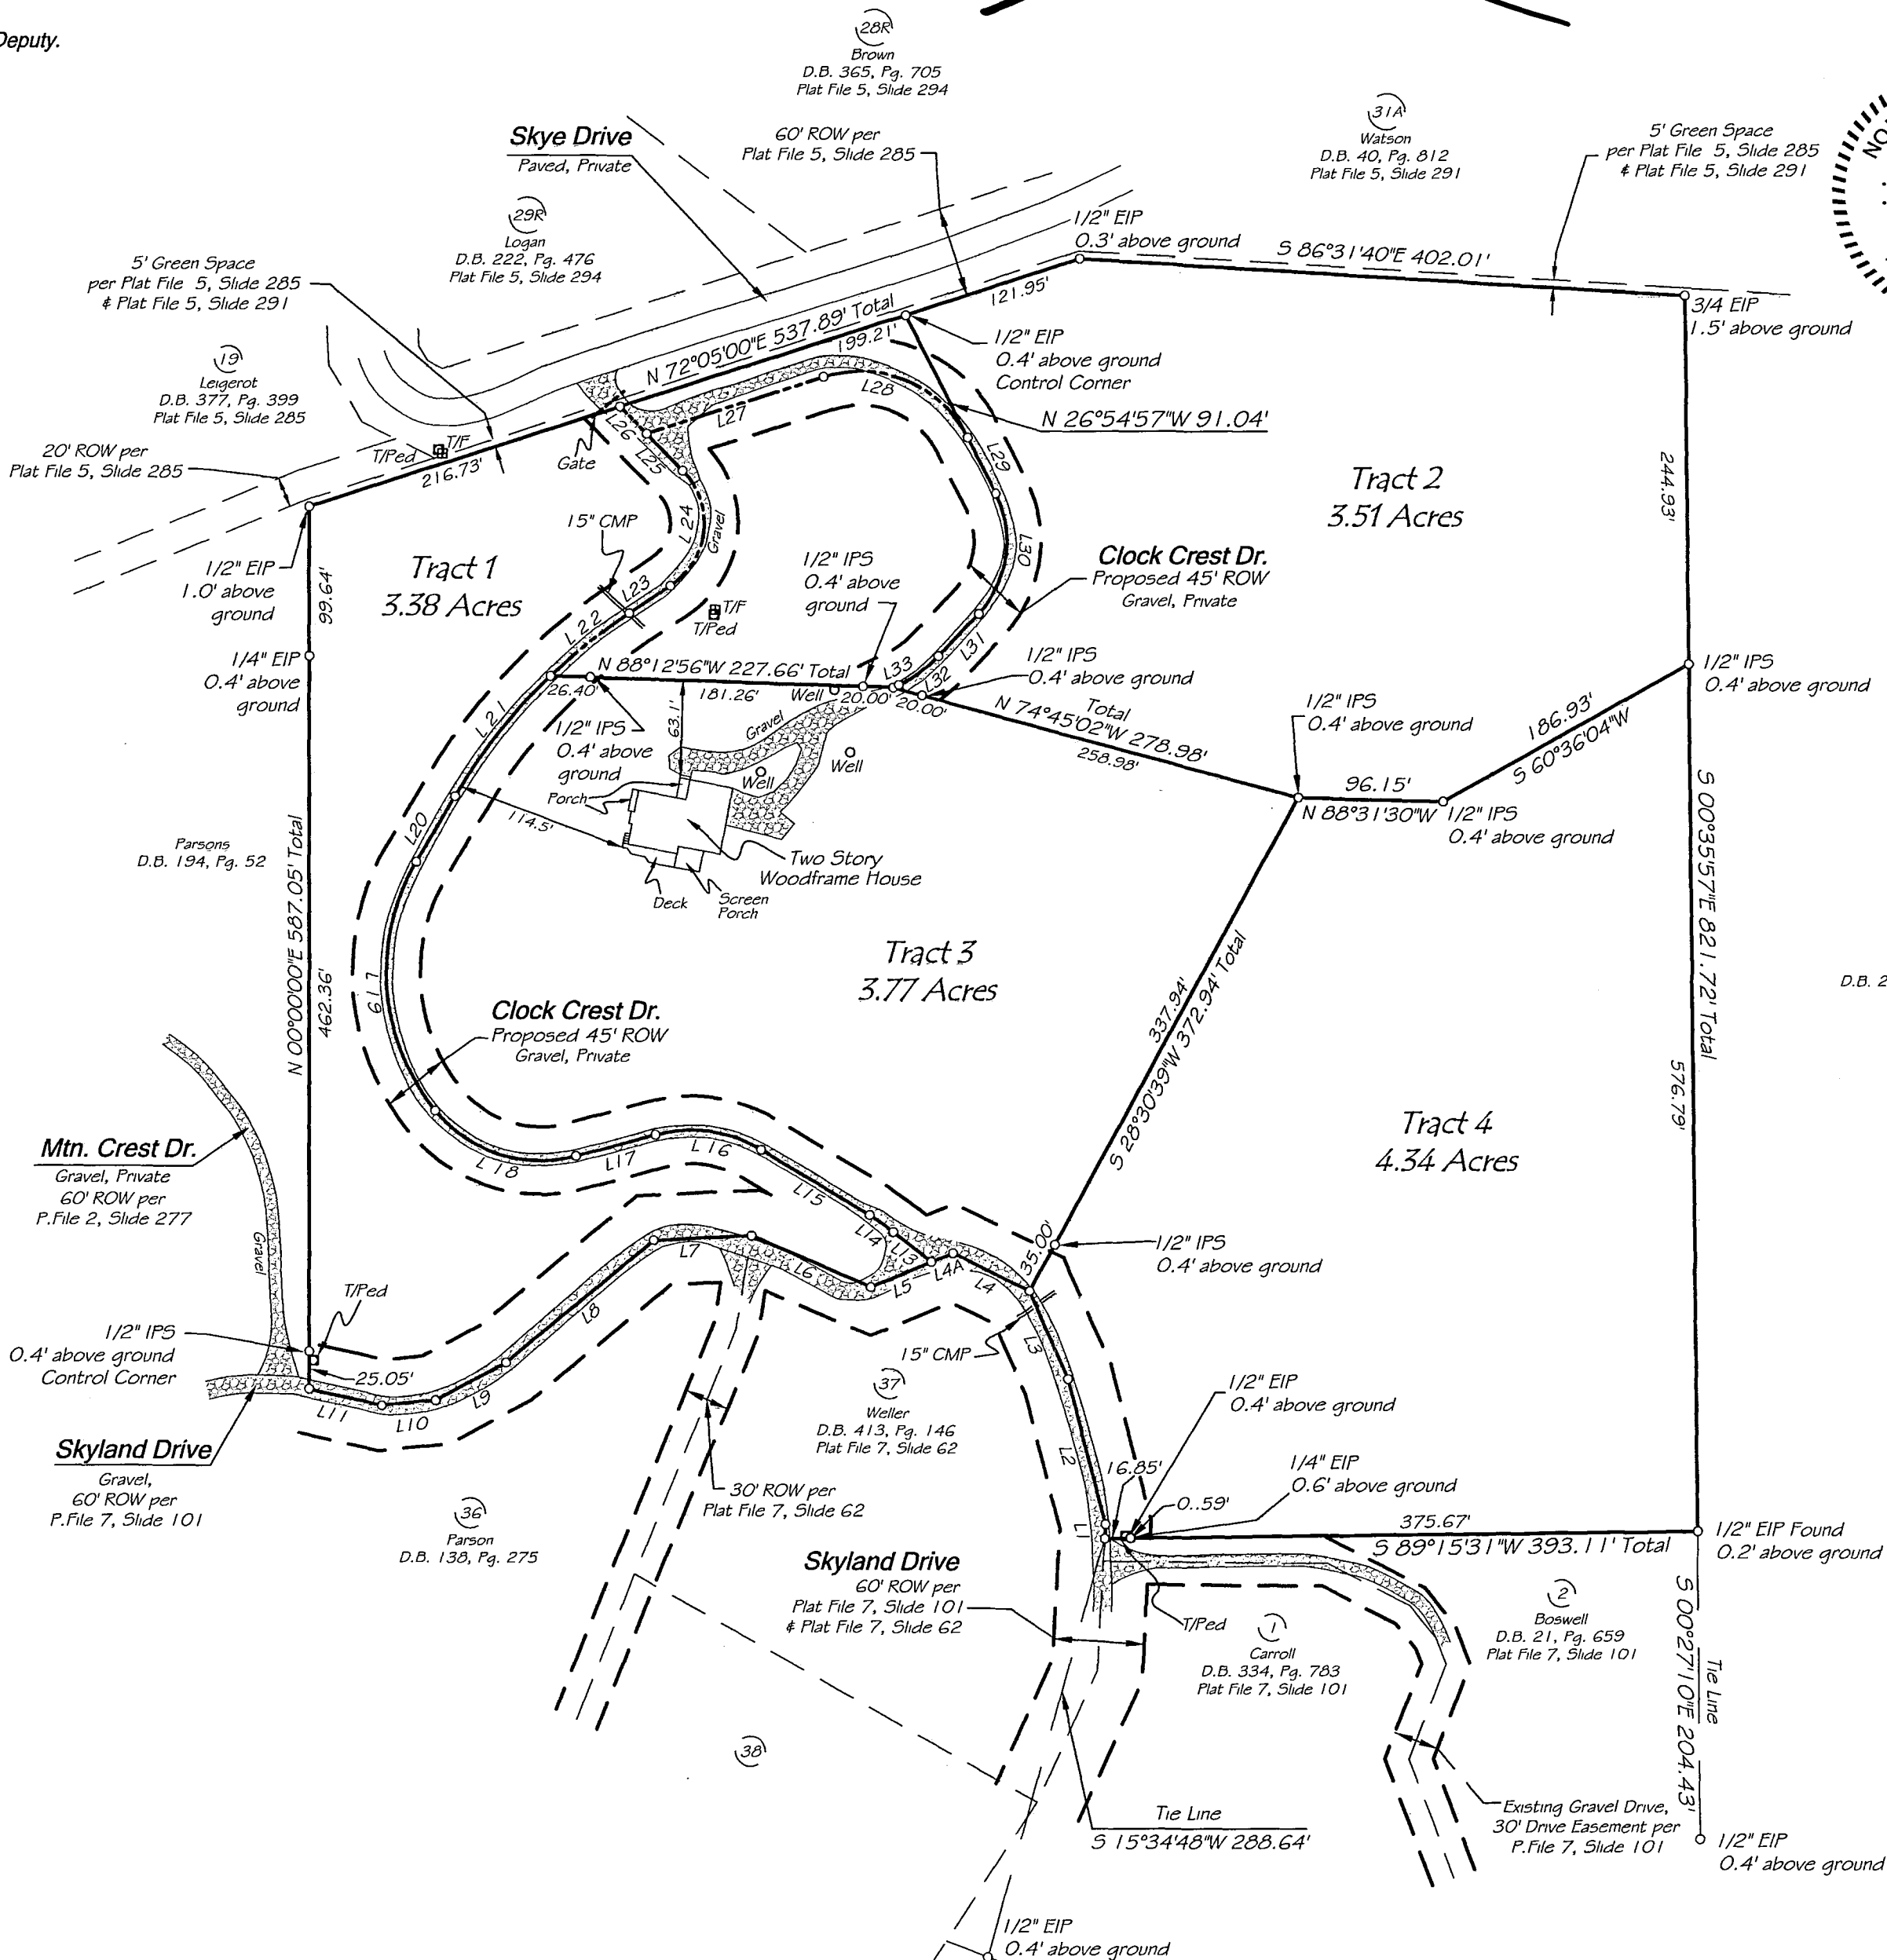 Deputy.
28R
Brown
D.B. 365, Pg. 705
Plat File 5, Slide 294
31A
Watson
D.B. 40, Pg. 812
Plat File 5, Slide 291
5' Green Space
per Plat File 5, Slide 285
& Plat File 5, Slide 291
Skye Drive
Paved, Private
60' ROW per
Plat File 5, Slide 285
29R
Logan
D.B. 222, Pg. 476
Plat File 5, Slide 294
1/2" EIP
0.3' above ground
S 86°31'40"E 402.01'
5' Green Space
per Plat File 5, Slide 285
& Plat File 5, Slide 291
3/4 EIP
1.5' above ground
121.95'
N 72°05'00"E 537.89' Total
199.21'
1/2" EIP
0.4' above ground
Control Corner
19
Leigerot
D.B. 377, Pg. 399
Plat File 5, Slide 285
L28
L27
L26
L25
N 26°54'57"W 91.04'
20' ROW per
Plat File 5, Slide 285
T/F
T/Ped
Gate
216.73'
L29
Tract 2
3.51 Acres
244.93'
15" CMP
L24
Gravel
L30
1/2" EIP
1.0' above
ground
99.64'
Tract 1
3.38 Acres
1/2" IPS
0.4' above
ground
Clock Crest Dr.
Proposed 45' ROW
Gravel, Private
L23
T/F
T/Ped
L22
L31
1/4" EIP
0.4' above
ground
N 88°12'56"W 227.66' Total
L33
L32
1/2" IPS
0.4' above ground
1/2" IPS
0.4' above ground
26.40'
181.26'
Well
20.00'
20.00'
Total
N 74°45'02"W 278.98'
258.98'
1/2" IPS
0.4' above ground
186.93'
S 60°36'04"W
L21
1/2" IPS
0.4' above
ground
63.1'
Gravel
Well
Well
96.15'
N 88°31'30"W
1/2" IPS
0.4' above ground
Porch
114.5'
L20
Two Story
Woodframe House
Deck
Screen
Porch
Parsons
D.B. 194, Pg. 52
N 00°00'00"E 587.05' Total
462.36'
S 00°35'57"E 821.72' Total
576.79'
Tract 3
3.77 Acres
D.B. 2
L19
Clock Crest Dr.
Proposed 45' ROW
Gravel, Private
337.94'
S 28°30'39"W 372.94' Total
Tract 4
4.34 Acres
Mtn. Crest Dr.
Gravel, Private
60' ROW per
P.File 2, Slide 277
Gravel
L18
L17
L16
L15
L14
L13
L4A
L4
L5
L6
L7
L8
35.00'
1/2" IPS
0.4' above ground
T/Ped
1/2" IPS
0.4' above ground
Control Corner
25.05'
L9
L10
L11
15" CMP
L3
37
Weller
D.B. 413, Pg. 146
Plat File 7, Slide 62
1/2" EIP
0.4' above ground
L2
16.85'
1/4" EIP
0.6' above ground
0..59'
L1
375.67'
S 89°15'31"W 393.11' Total
1/2" EIP Found
0.2' above ground
Skyland Drive
Gravel,
60' ROW per
P.File 7, Slide 101
30' ROW per
Plat File 7, Slide 62
36
Parson
D.B. 138, Pg. 275
Skyland Drive
60' ROW per
Plat File 7, Slide 101
& Plat File 7, Slide 62
T/Ped
1
Carroll
D.B. 334, Pg. 783
Plat File 7, Slide 101
2
Boswell
D.B. 21, Pg. 659
Plat File 7, Slide 101
Tie Line
S 00°27'10"E 204.43'
38
Tie Line
S 15°34'48"W 288.64'
Existing Gravel Drive,
30' Drive Easement per
P.File 7, Slide 101
1/2" EIP
0.4' above ground
1/2" EIP
0.4' above ground